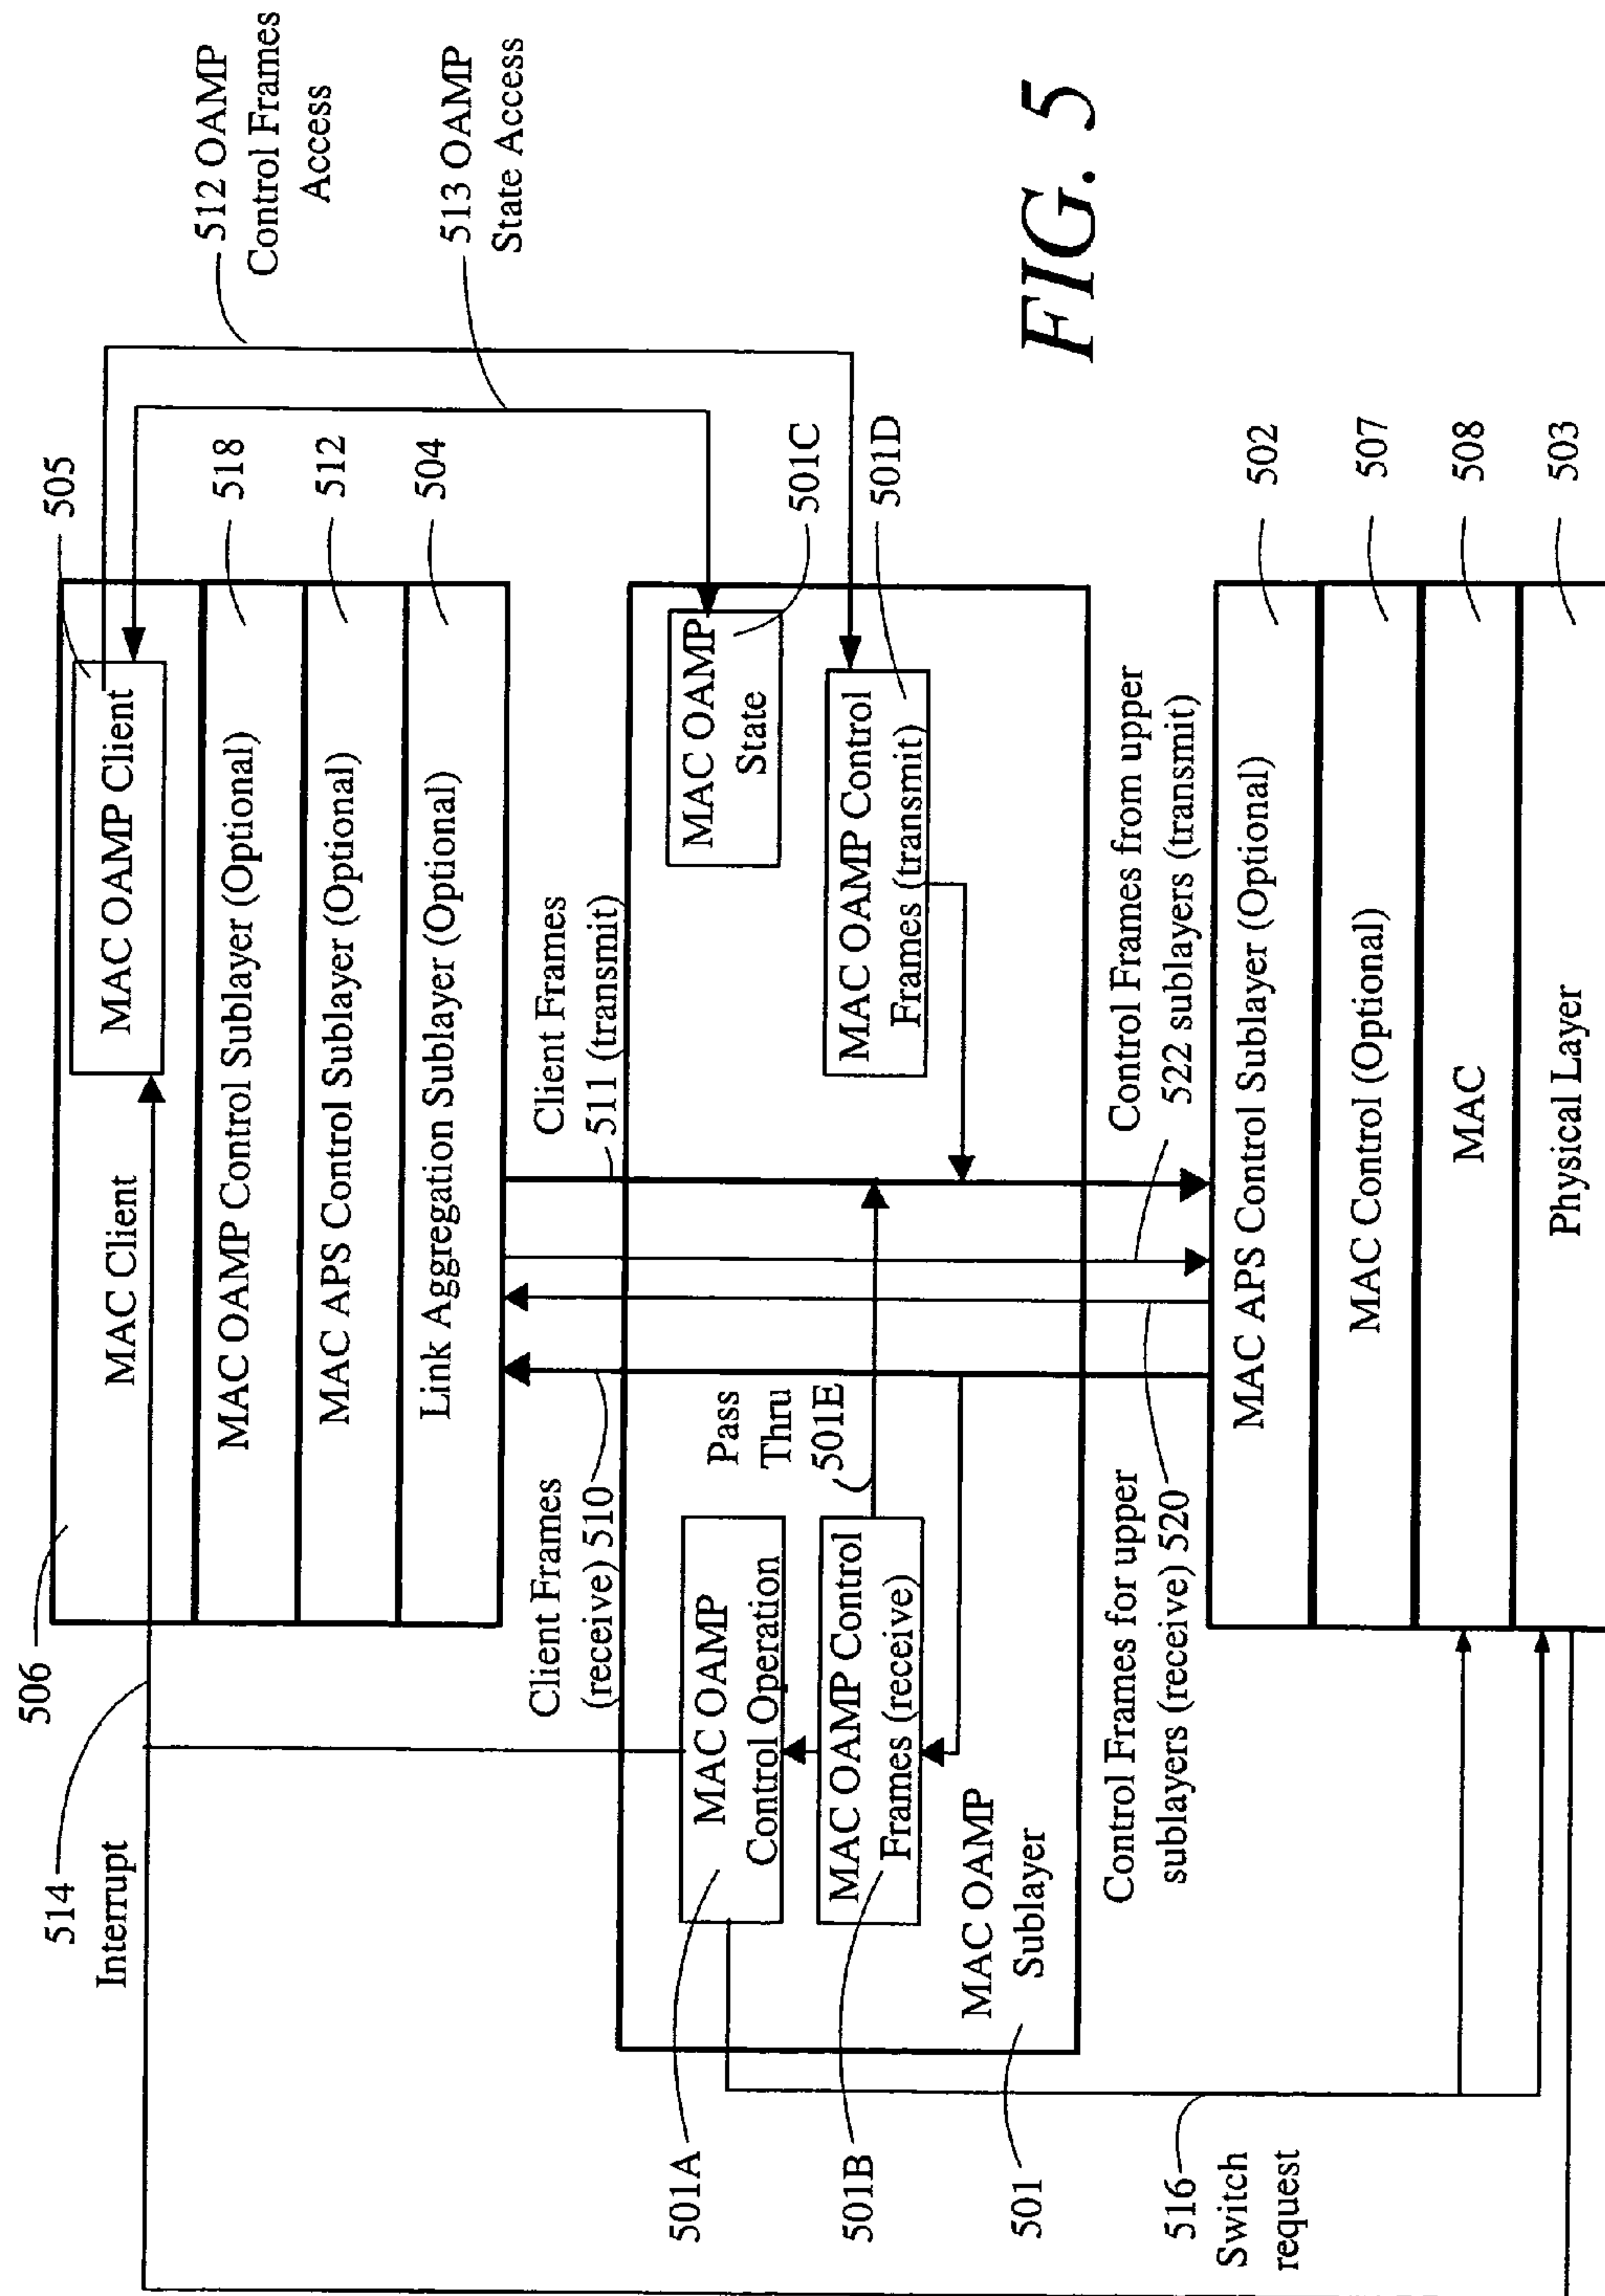 506
MAC Client
505
MAC OAMP Client
514
Interrupt
512 OAMP
Control Frames
Access
518
MAC OAMP Control Sublayer (Optional)
512
MAC APS Control Sublayer (Optional)
513 OAMP
State Access
504
Link Aggregation Sublayer (Optional)
Client Frames
(receive) 510
Client Frames
511 (transmit)
501A
MAC OAMP
Control Operation
Pass
Thru
501E
MAC OAMP
State
501C
501B
MAC OAMP Control
Frames (receive)
MAC OAMP Control
Frames (transmit)
501D
501
MAC OAMP
Sublayer
FIG. 5
Control Frames for upper
sublayers (receive) 520
Control Frames from upper
522 sublayers (transmit)
516
Switch
request
MAC APS Control Sublayer (Optional)
502
MAC Control (Optional)
507
MAC
508
Physical Layer
503